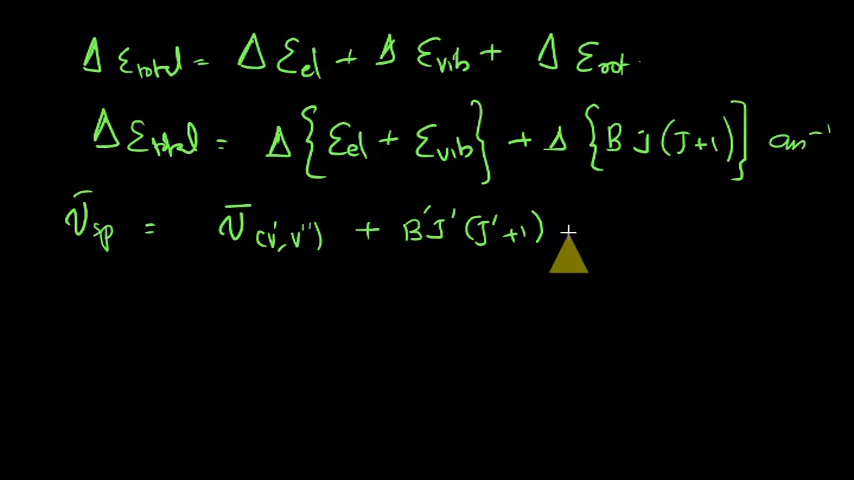 Δ ε_total = Δ ε_el + Δ ε_vib + Δ ε_rot .
Δ ε_total = Δ { ε_el + ε_vib } + Δ { B J (J+1) ] cm⁻¹
ν̄_sp = ν̄_(v', v'') + B' J' (J' + 1) +